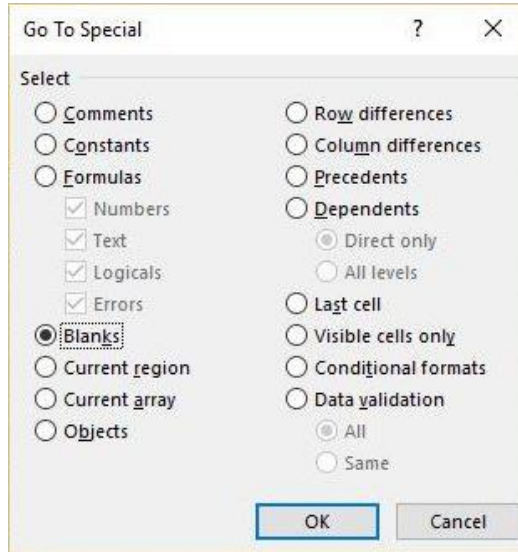 Go To Special
?
Select
Comments
Constants
Formulas
Numbers
Text
Logicals
Errors
Blanks
Current region
Current array
Objects
Row differences
Column differences
Precedents
Dependents
Direct only
All levels
Last cell
Visible cells only
Conditional formats
Data validation
All
Same
OK
Cancel